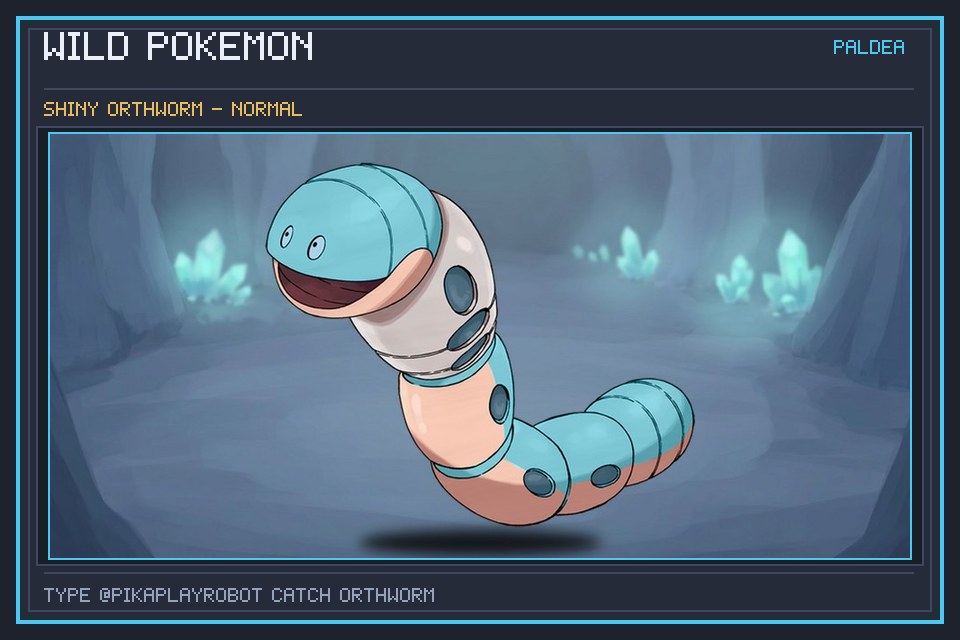 WILD POKEMON
PALDEA
SHINY ORTHWORM - NORMAL
TYPE @PIKAPLAYROBOT CATCH ORTHWORM